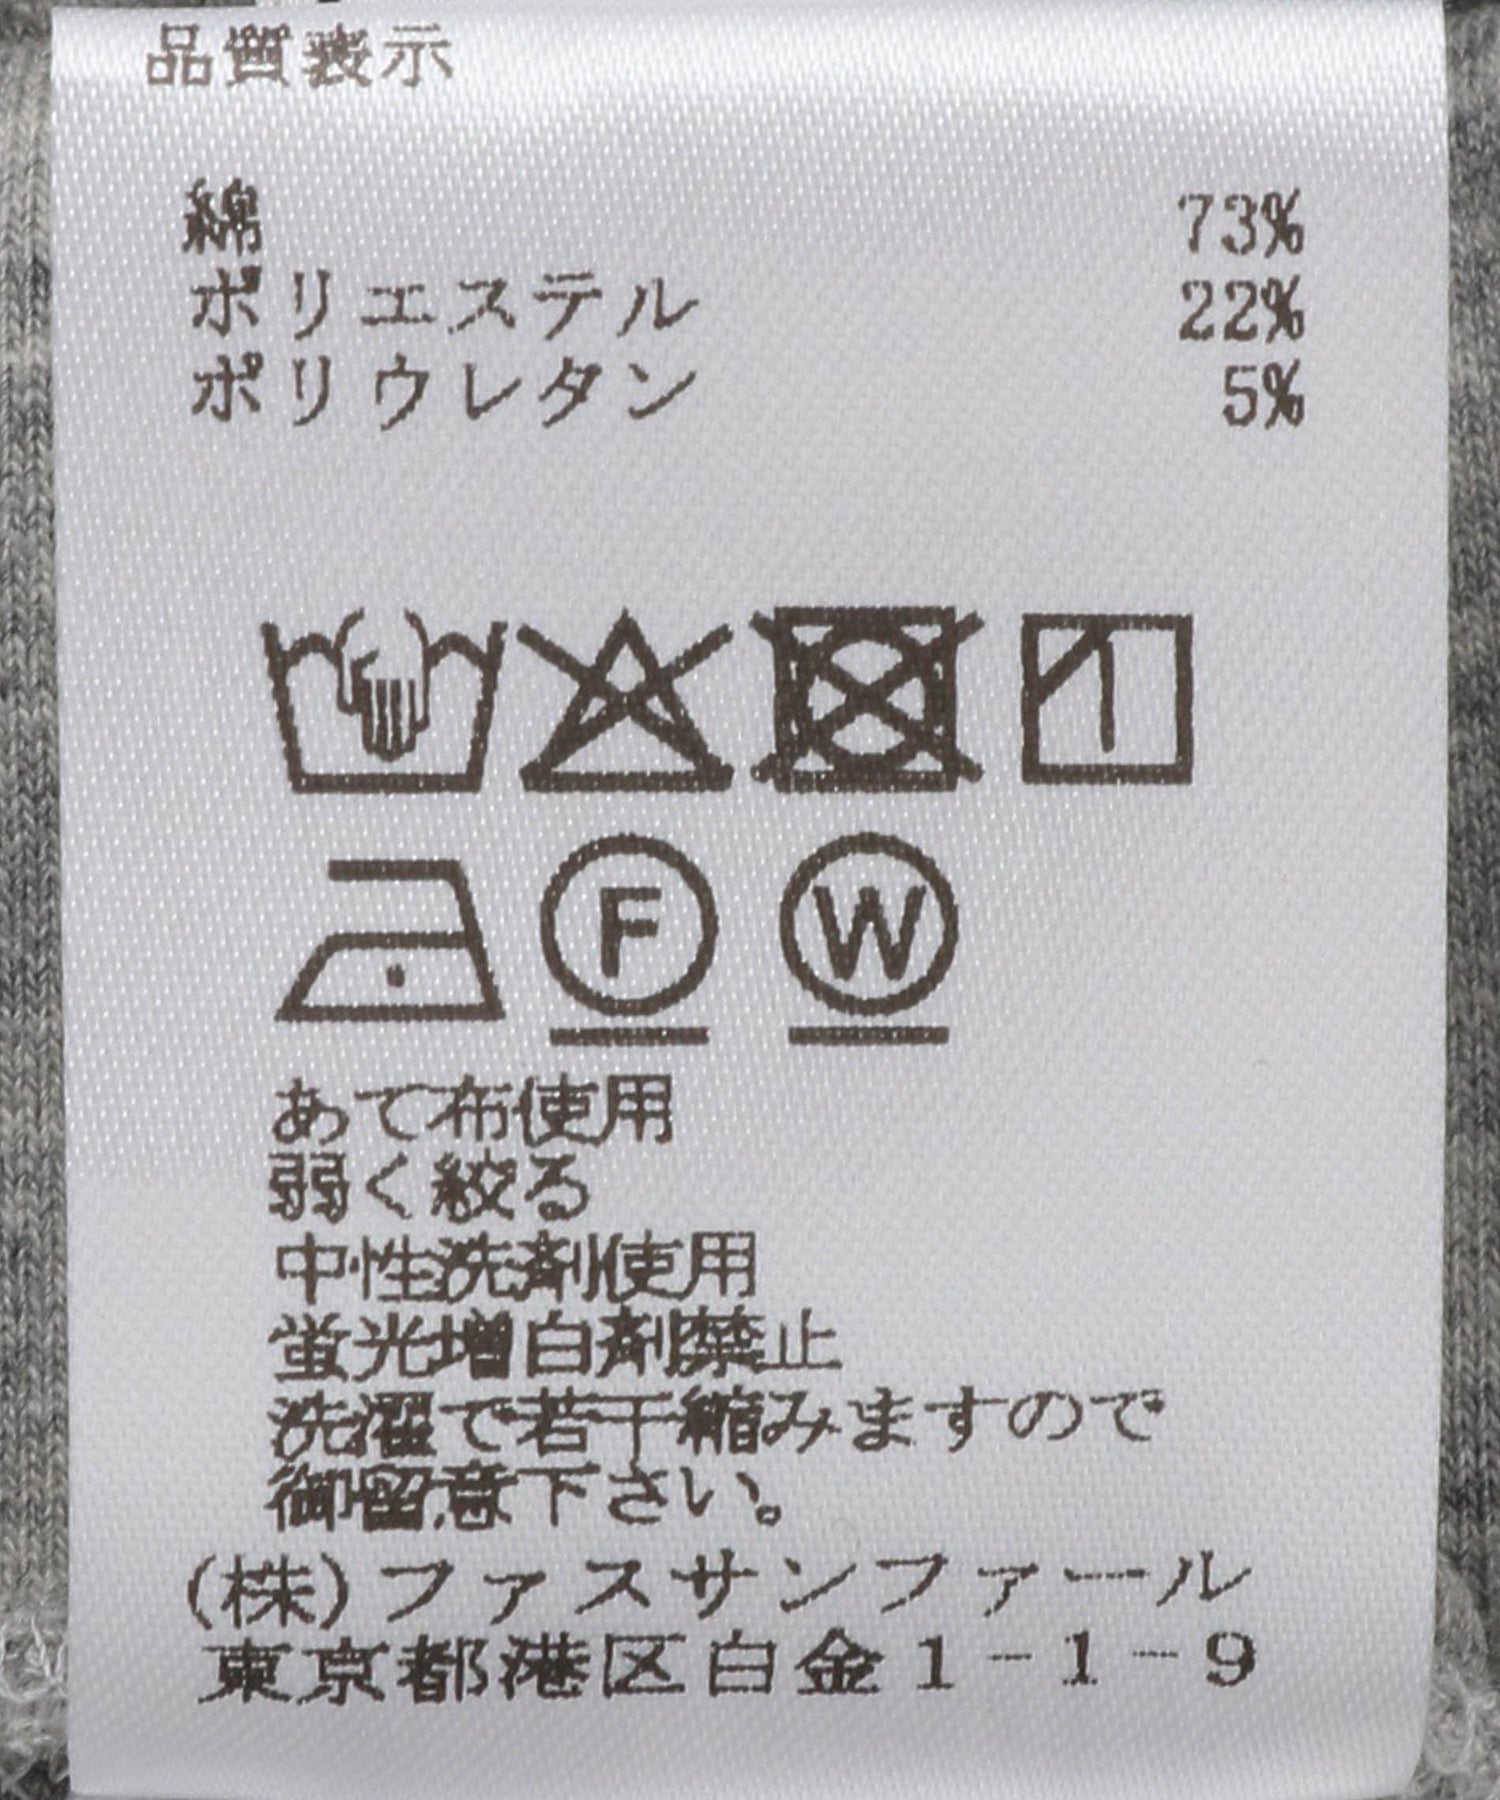 品質表示
綿 73%
ポリエステル 22%
ポリウレタン 5%
F W
あて布使用
弱く絞る
中性洗剤使用
蛍光増白剤禁止
洗濯で若干縮みますので
御留意下さい。
(株)ファスサンファール
東京都港区白金1-1-9